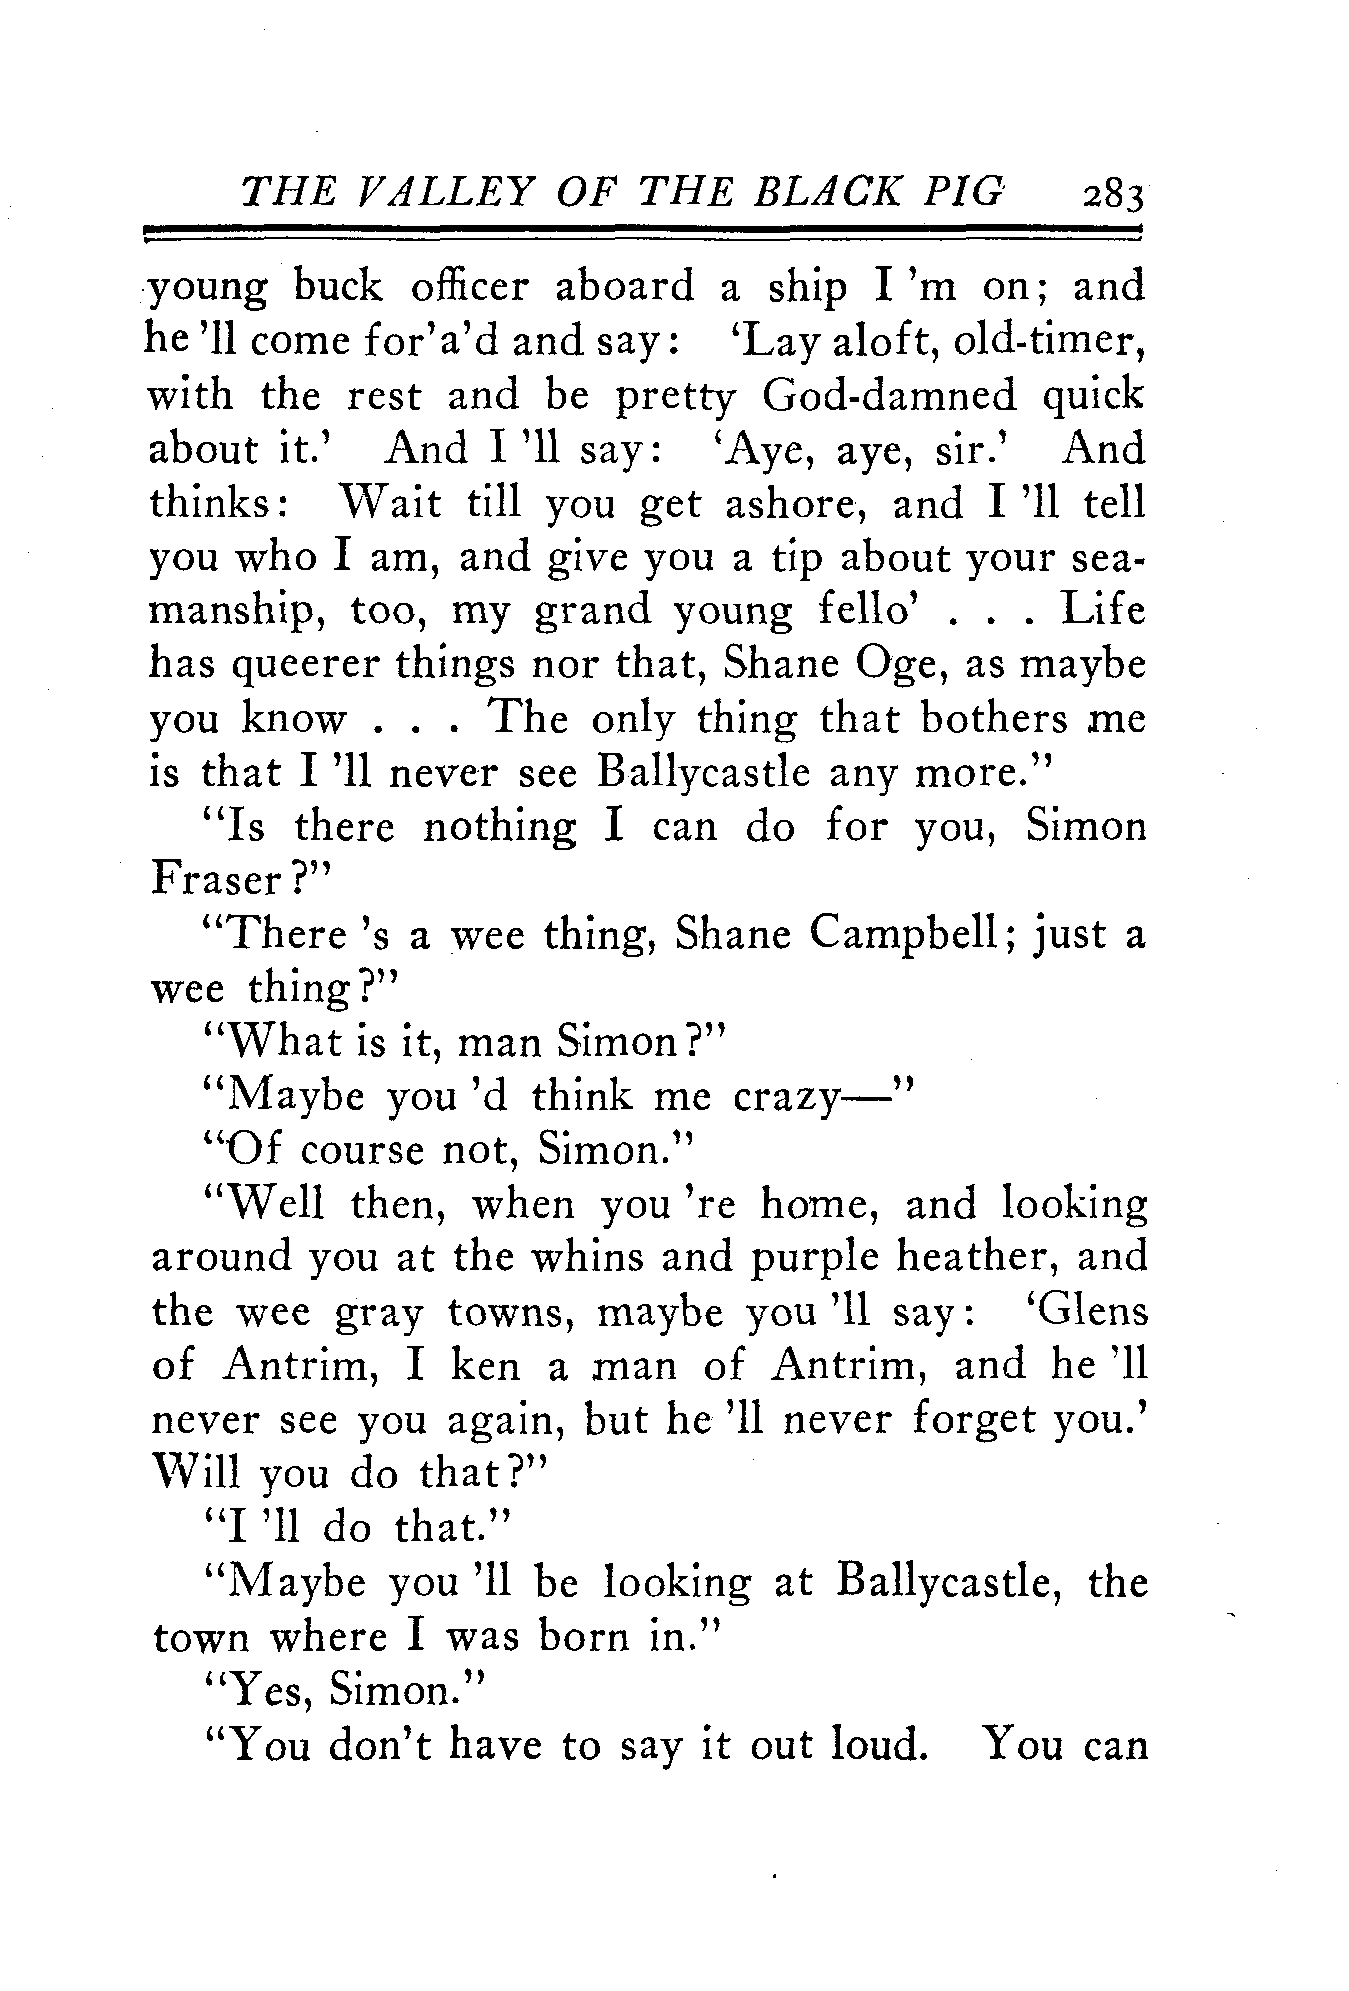 THE VALLEY OF THE BLACK PIG 283
young buck officer aboard a ship I 'm on; and
he 'll come for'a'd and say: 'Lay aloft, old-timer,
with the rest and be pretty God-damned quick
about it.' And I 'll say: 'Aye, aye, sir.' And
thinks: Wait till you get ashore, and I 'll tell
you who I am, and give you a tip about your sea-
manship, too, my grand young fello' . . . Life
has queerer things nor that, Shane Oge, as maybe
you know . . . The only thing that bothers me
is that I 'll never see Ballycastle any more."
"Is there nothing I can do for you, Simon
Fraser?"
"There 's a wee thing, Shane Campbell; just a
wee thing?"
"What is it, man Simon?"
"Maybe you 'd think me crazy—"
"Of course not, Simon."
"Well then, when you 're home, and looking
around you at the whins and purple heather, and
the wee gray towns, maybe you 'll say: 'Glens
of Antrim, I ken a man of Antrim, and he 'll
never see you again, but he 'll never forget you.'
Will you do that?"
"I 'll do that."
"Maybe you 'll be looking at Ballycastle, the
town where I was born in."
"Yes, Simon."
"You don't have to say it out loud. You can